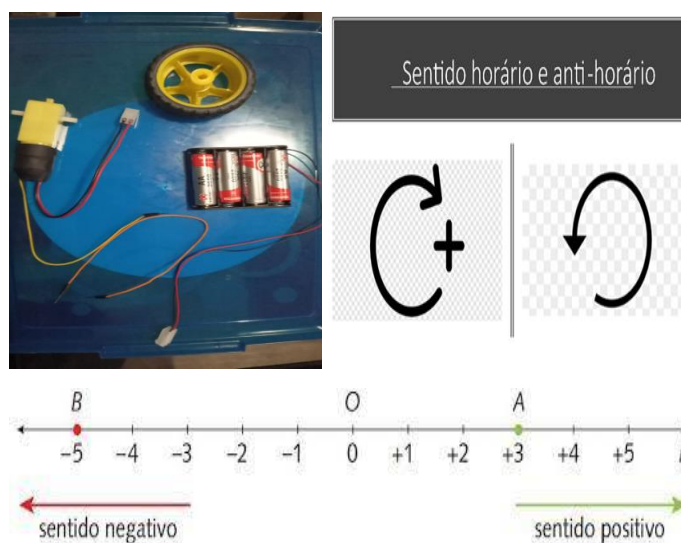 Sentido horário e anti-horário
+
B O A
−5 −4 −3 −2 −1 0 +1 +2 +3 +4 +5
sentido negativo sentido positivo